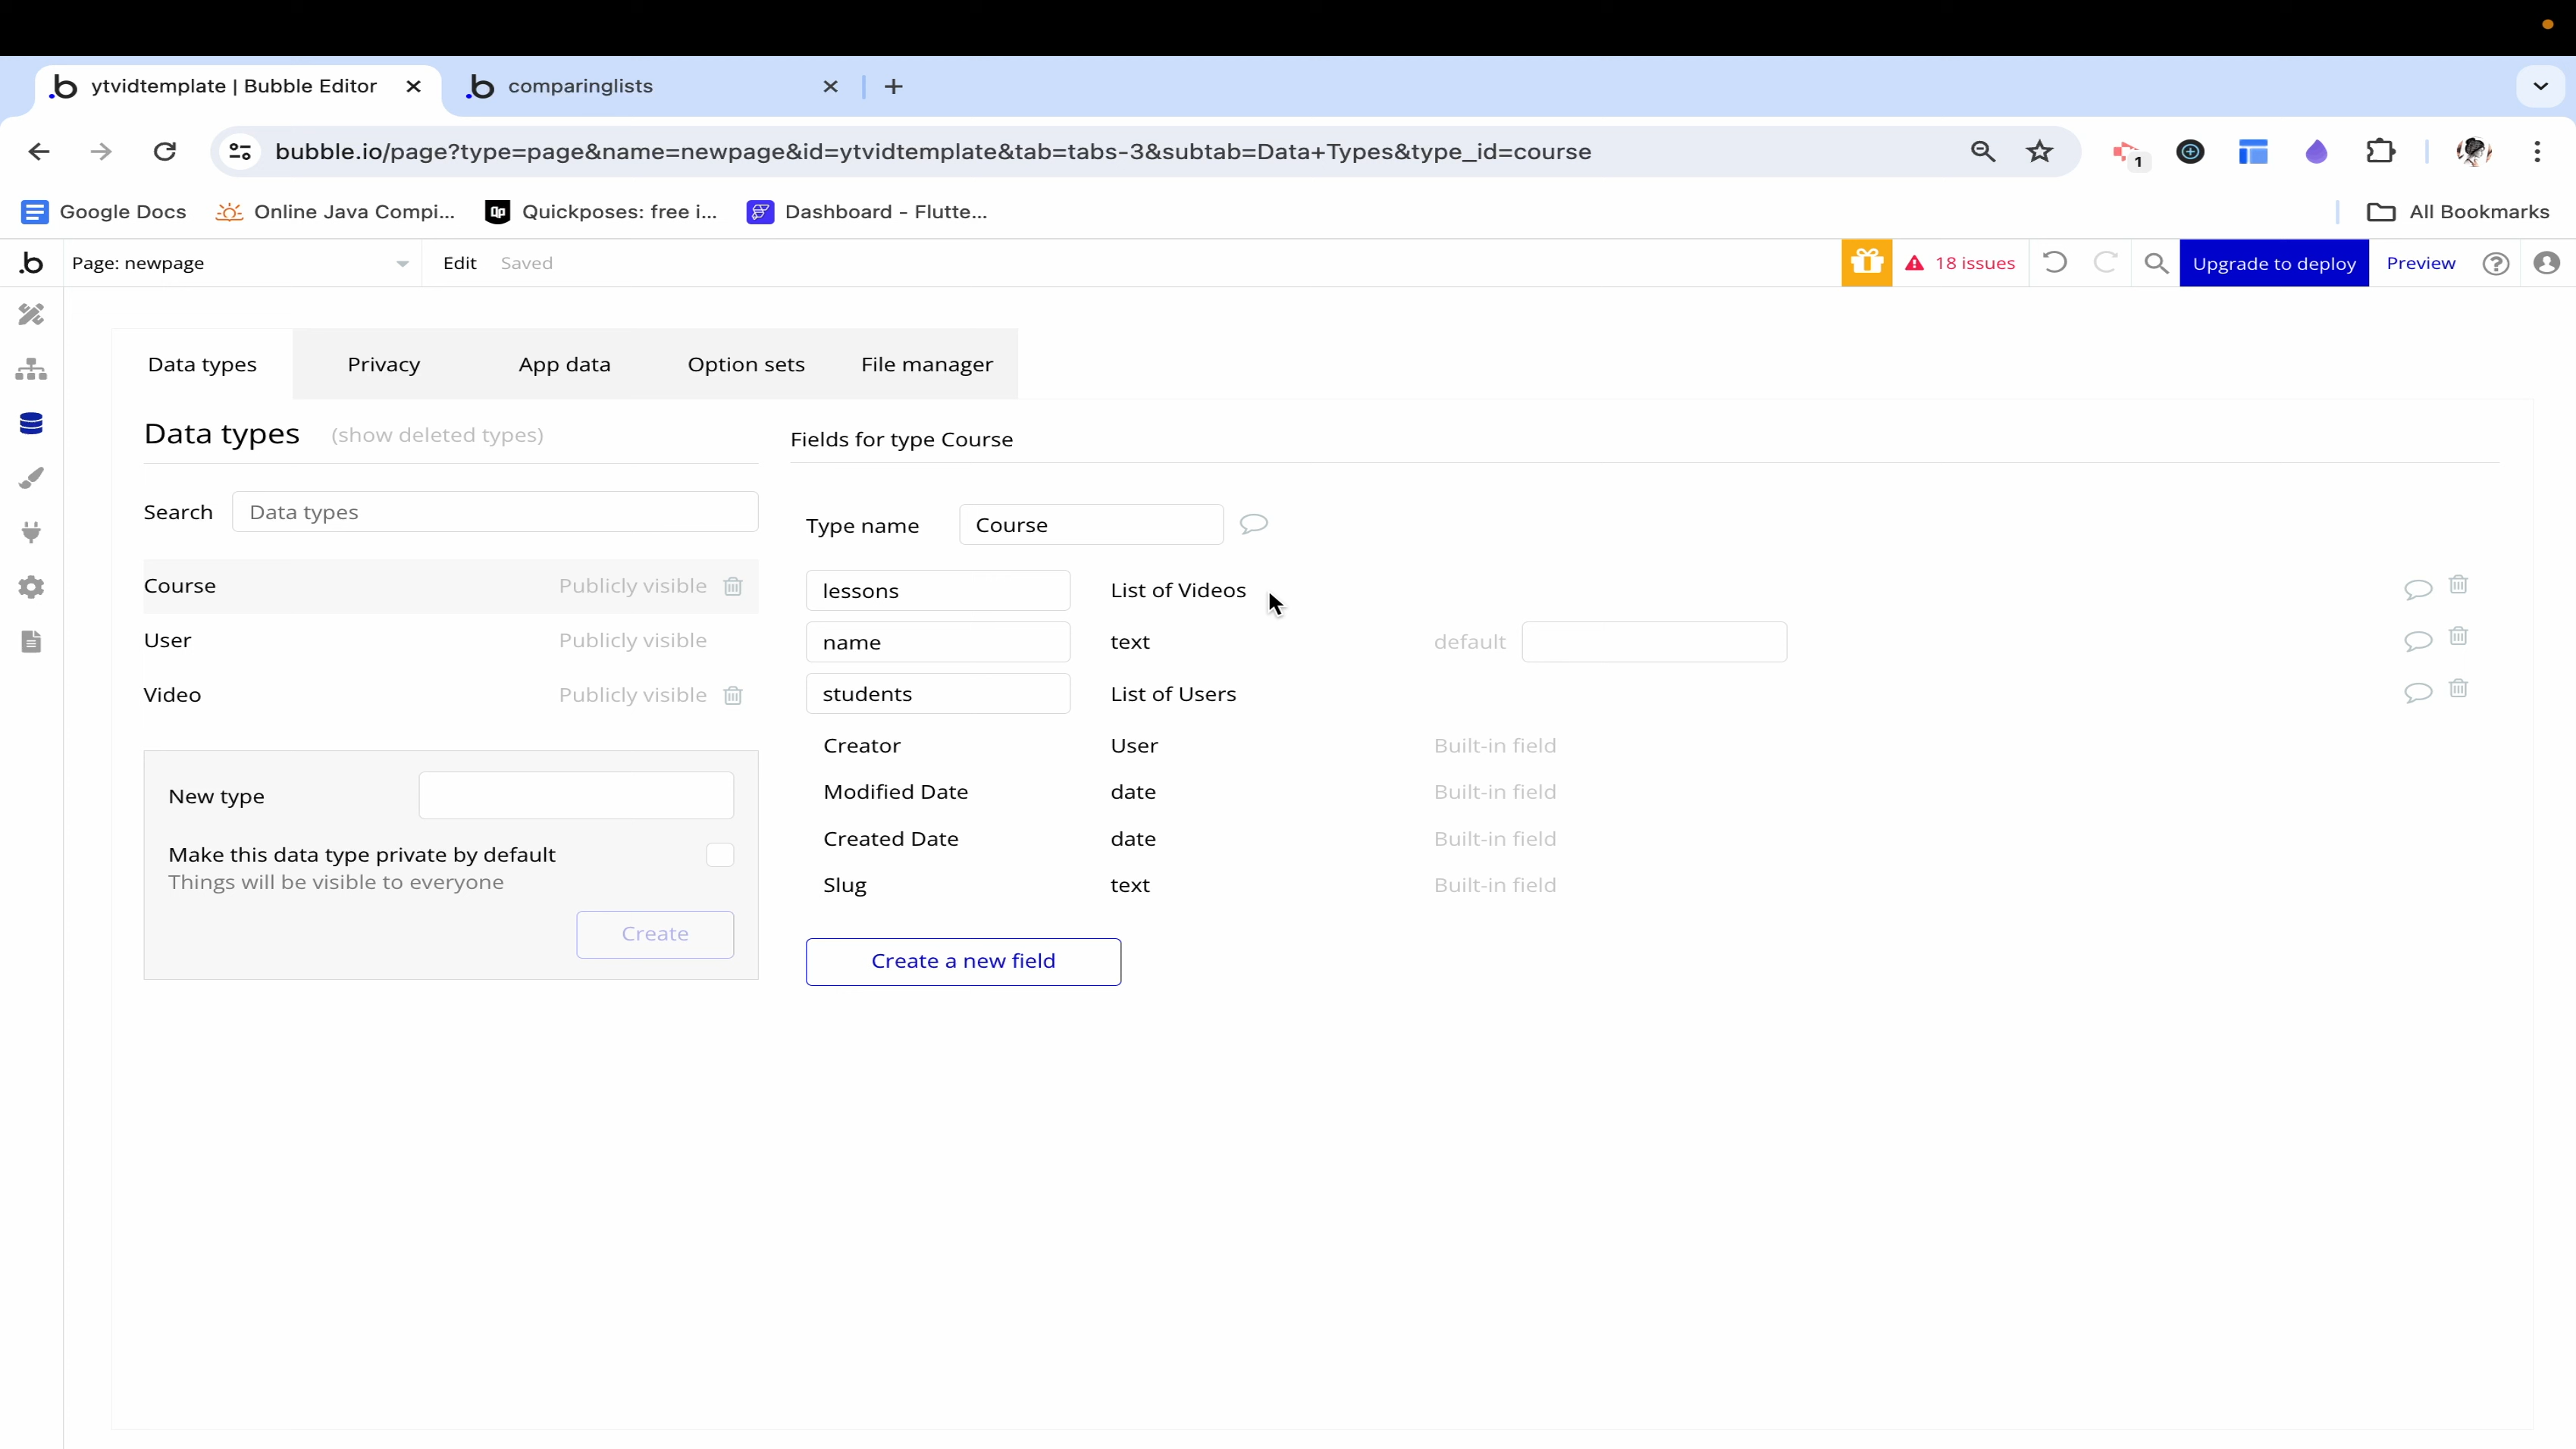 ytvidtemplate | Bubble Editor
comparinglists
bubble.io/page?type=page&name=newpage&id=ytvidtemplate&tab=tabs-3&subtab=Data+Types&type_id=course
1
Google Docs
Online Java Compi...
Quickposes: free i...
Dashboard - Flutte...
All Bookmarks
Page: newpage
Edit
Saved
18 issues
Upgrade to deploy
Preview
Data types
Privacy
App data
Option sets
File manager
Data types (show deleted types)
Search Data types
Course Publicly visible
User Publicly visible
Video Publicly visible
New type
Make this data type private by default
Things will be visible to everyone
Create
Fields for type Course
Type name Course
lessons List of Videos
name text default
students List of Users
Creator User Built-in field
Modified Date date Built-in field
Created Date date Built-in field
Slug text Built-in field
Create a new field